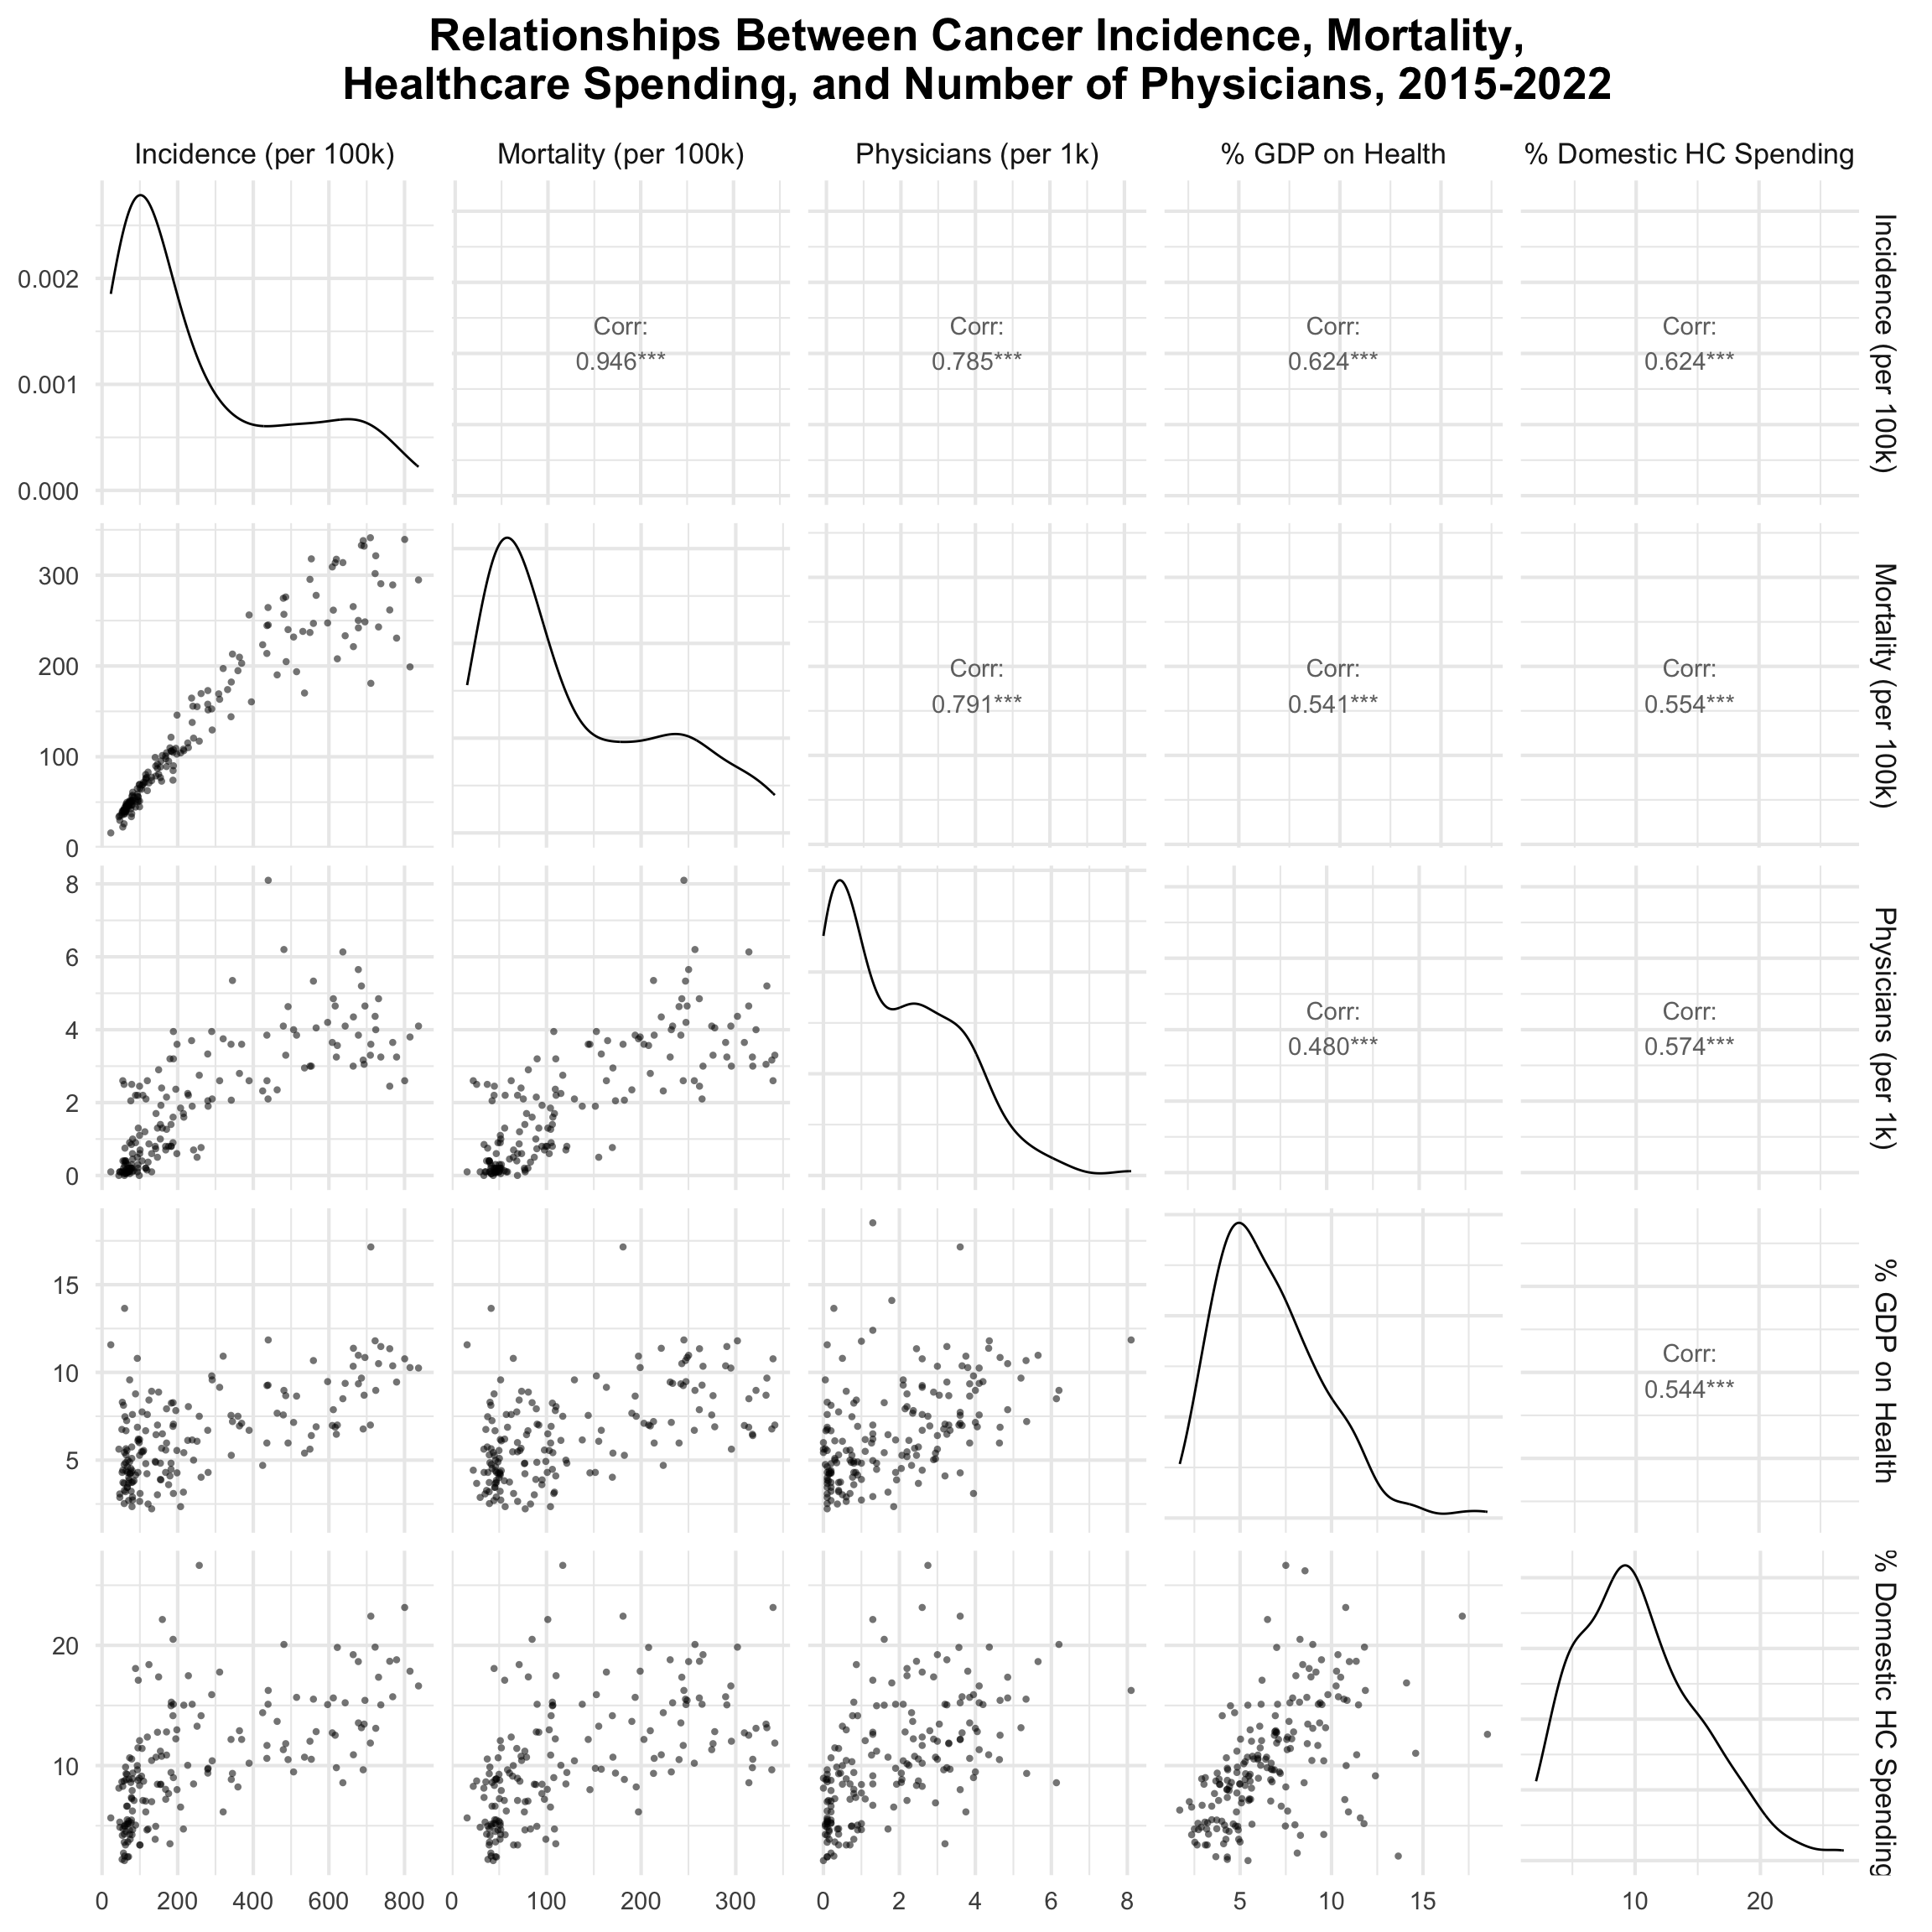 Relationships Between Cancer Incidence, Mortality,
Healthcare Spending, and Number of Physicians, 2015-2022
Incidence (per 100k)
Mortality (per 100k)
Physicians (per 1k)
% GDP on Health
% Domestic HC Spending
0.002
0.001
0.000
Corr:
0.946***
Corr:
0.785***
Corr:
0.624***
Corr:
0.624***
Incidence (per 100k)
300
200
100
0
Corr:
0.791***
Corr:
0.541***
Corr:
0.554***
Mortality (per 100k)
8
6
4
2
0
Corr:
0.480***
Corr:
0.574***
Physicians (per 1k)
15
10
5
Corr:
0.544***
% GDP on Health
20
10
% Domestic HC Spending
0 200 400 600 800
0 100 200 300
0 2 4 6 8
5 10 15
10 20